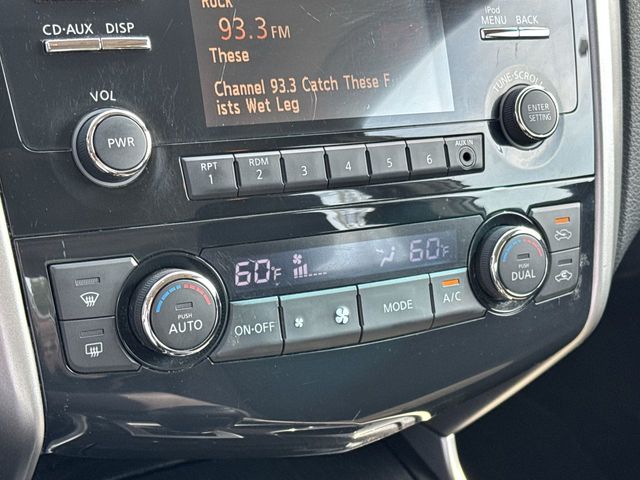 Rock
CD·AUX DISP
93.3 FM
iPod
MENU BACK
These
Channel 93.3 Catch These F
ists Wet Leg
TUNE·SCROLL
VOL
PWR
ENTER
SETTING
RPT
1
RDM
2
3
4
5
6
AUX IN
60°F
60°F
PUSH
AUTO
ON·OFF
MODE
A/C
PUSH
DUAL